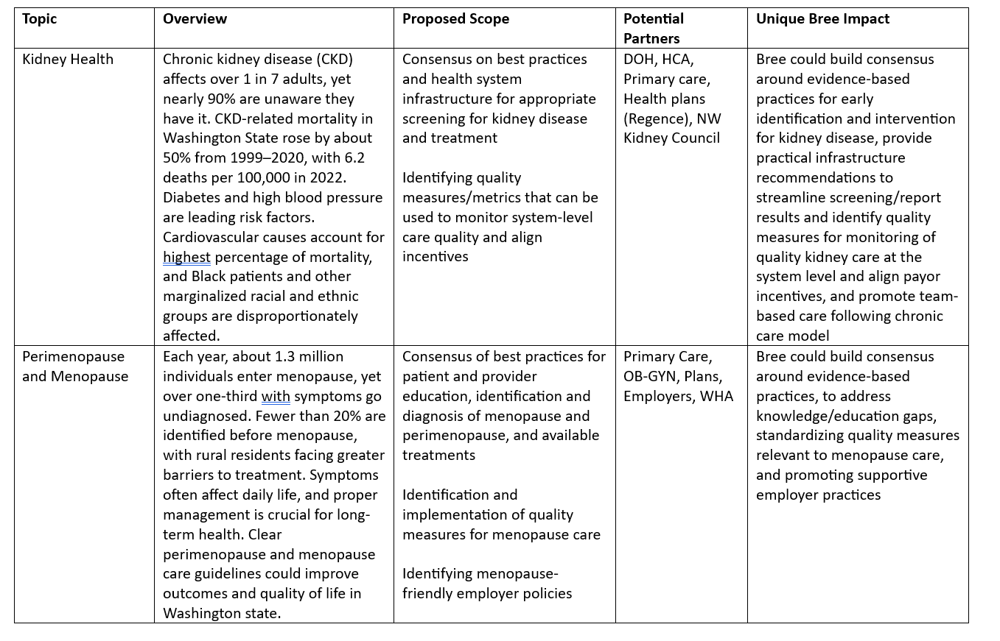 Topic
Overview
Proposed Scope
Potential
Partners
Unique Bree Impact
Kidney Health
Chronic kidney disease (CKD)
affects over 1 in 7 adults, yet
nearly 90% are unaware they
have it. CKD-related mortality in
Washington State rose by about
50% from 1999–2020, with 6.2
deaths per 100,000 in 2022.
Diabetes and high blood pressure
are leading risk factors.
Cardiovascular causes account for
highest percentage of mortality,
and Black patients and other
marginalized racial and ethnic
groups are disproportionately
affected.
Consensus on best practices
and health system
infrastructure for appropriate
screening for kidney disease
and treatment
Identifying quality
measures/metrics that can be
used to monitor system-level
care quality and align
incentives
DOH, HCA,
Primary care,
Health plans
(Regence), NW
Kidney Council
Bree could build consensus
around evidence-based
practices for early
identification and intervention
for kidney disease, provide
practical infrastructure
recommendations to
streamline screening/report
results and identify quality
measures for monitoring of
quality kidney care at the
system level and align payor
incentives, and promote team-
based care following chronic
care model
Perimenopause
and Menopause
Each year, about 1.3 million
individuals enter menopause, yet
over one-third with symptoms go
undiagnosed. Fewer than 20% are
identified before menopause,
with rural residents facing greater
barriers to treatment. Symptoms
often affect daily life, and proper
management is crucial for long-
term health. Clear
perimenopause and menopause
care guidelines could improve
outcomes and quality of life in
Washington state.
Consensus of best practices for
patient and provider
education, identification and
diagnosis of menopause and
perimenopause, and available
treatments
Identification and
implementation of quality
measures for menopause care
Identifying menopause-
friendly employer policies
Primary Care,
OB-GYN, Plans,
Employers, WHA
Bree could build consensus
around evidence-based
practices, to address
knowledge/education gaps,
standardizing quality measures
relevant to menopause care,
and promoting supportive
employer practices